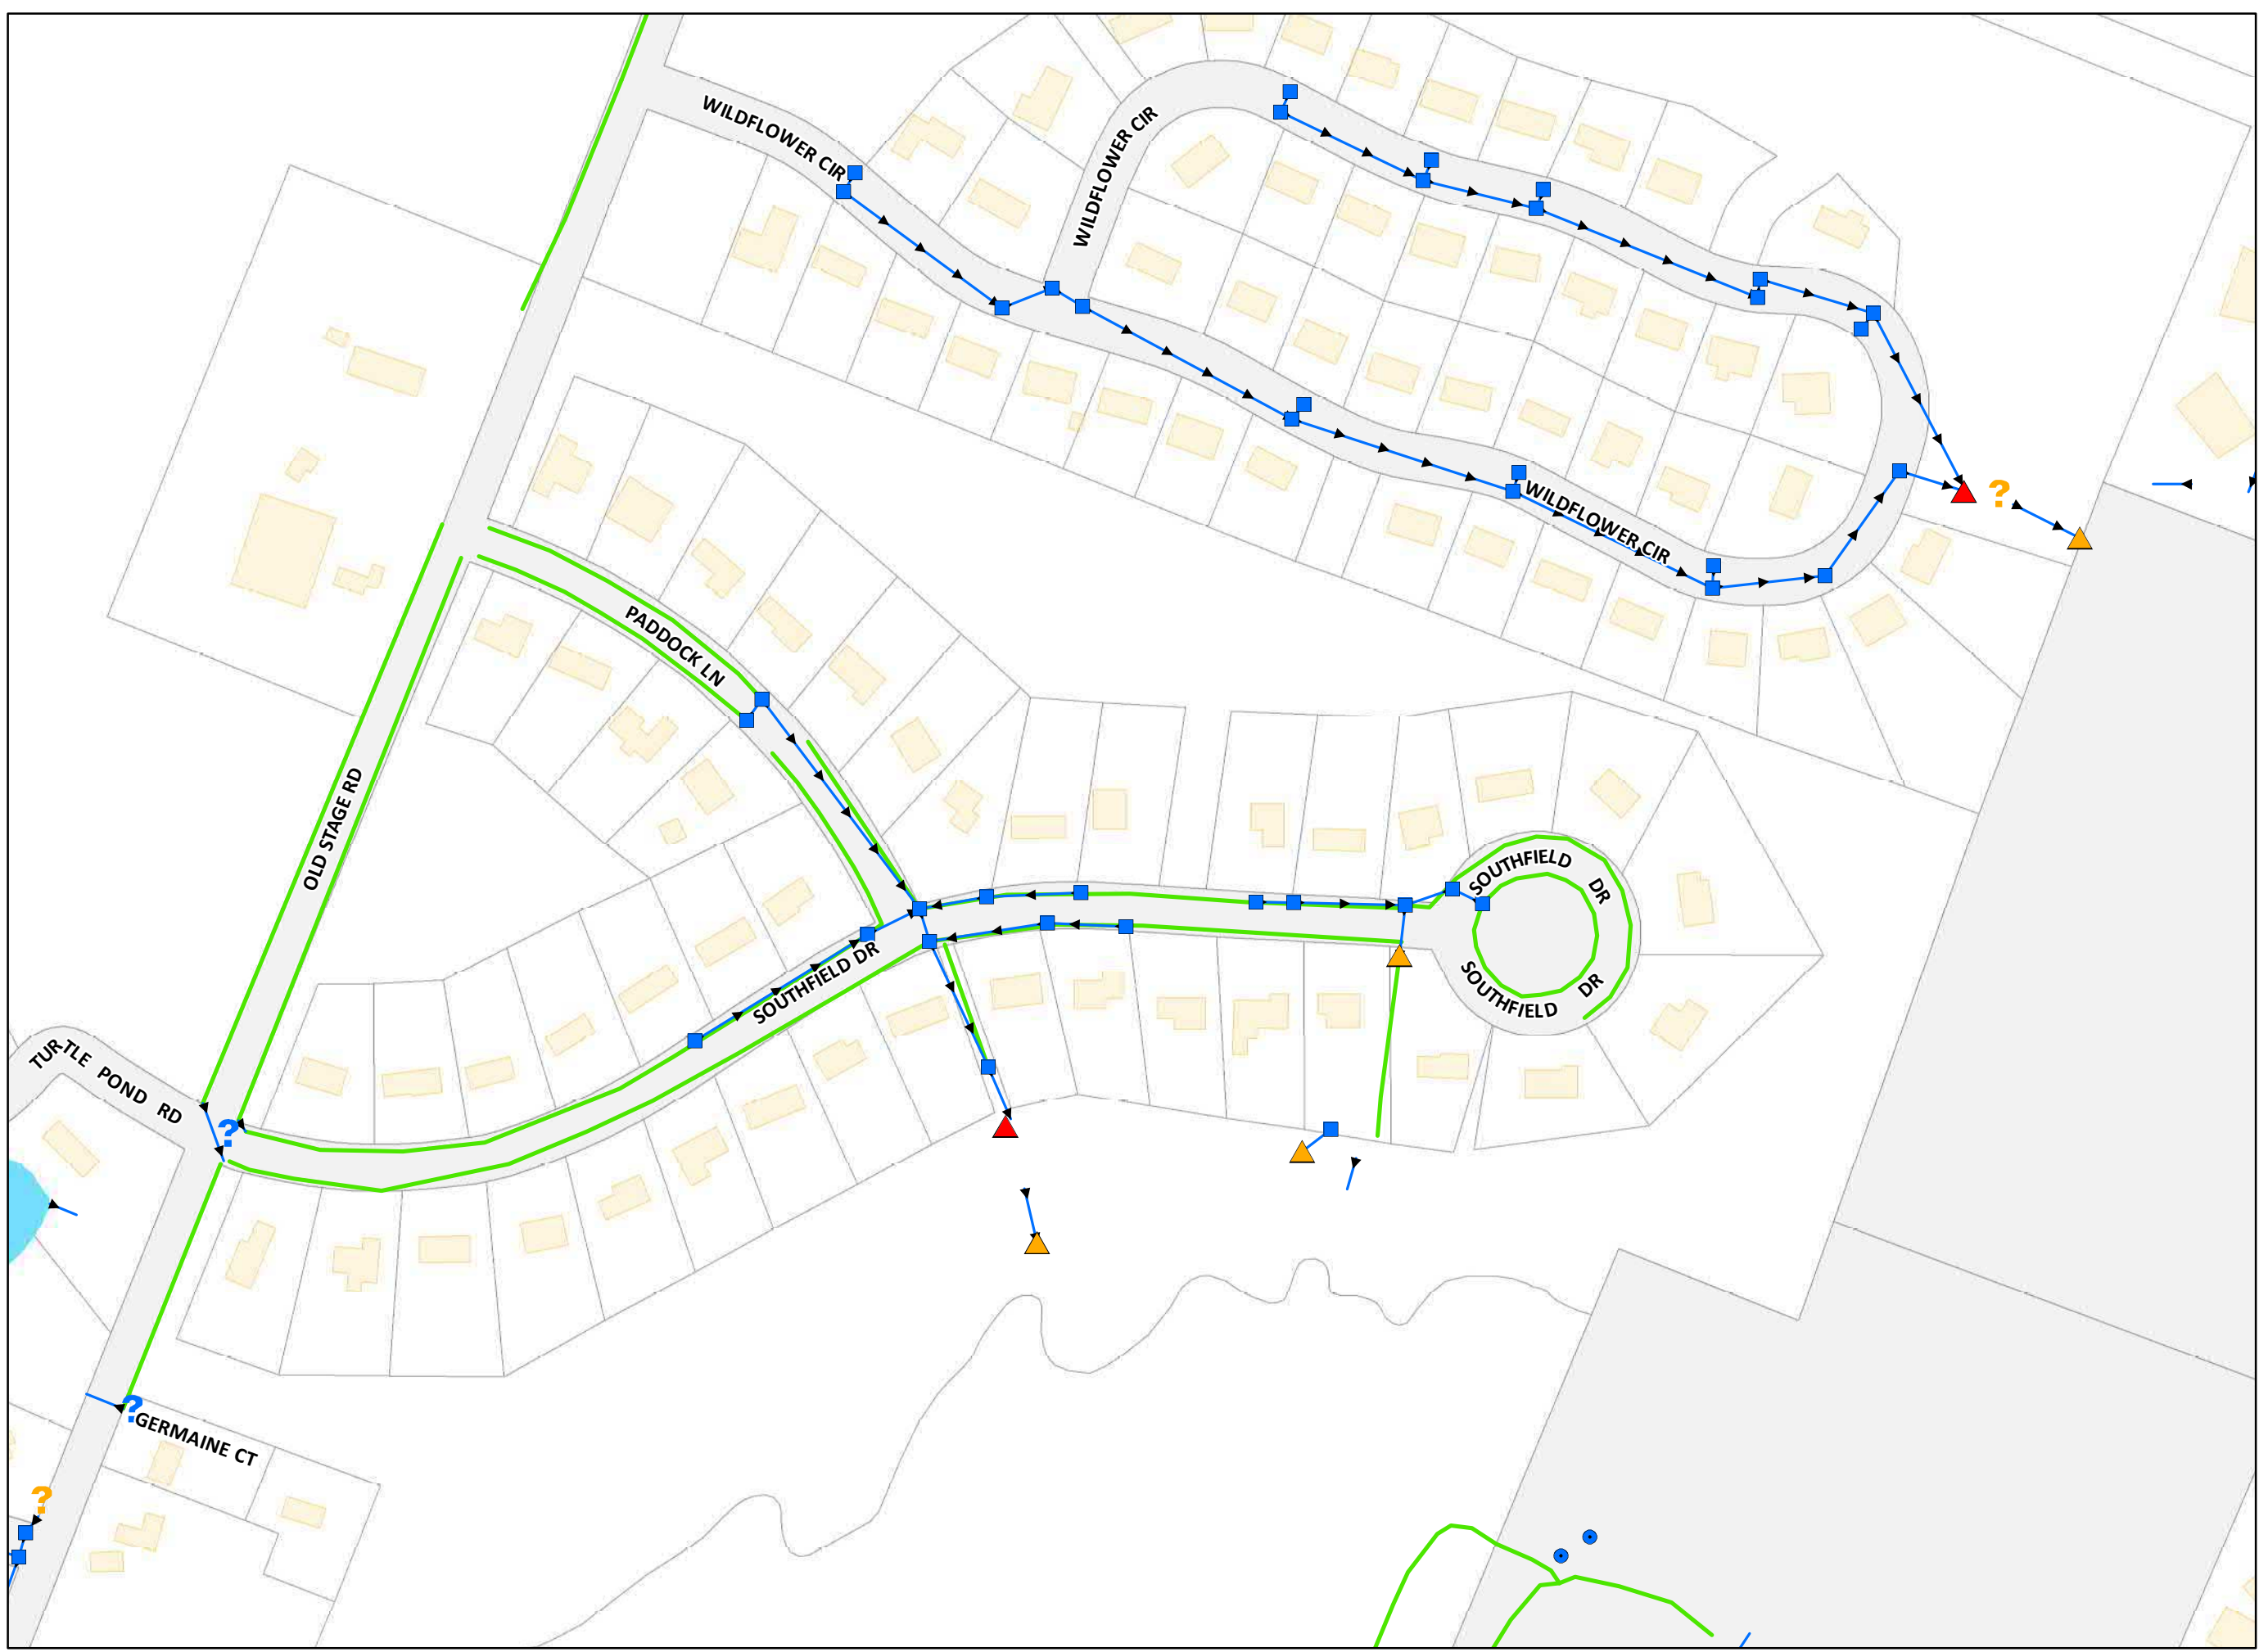 WILDFLOWER CIR
WILDFLOWER CIR
?
WILDFLOWER CIR
PADDOCK LN
OLD STAGE RD
SOUTHFIELD DR
SOUTHFIELD DR
SOUTHFIELD DR
TURTLE POND RD
?
?
GERMAINE CT
?